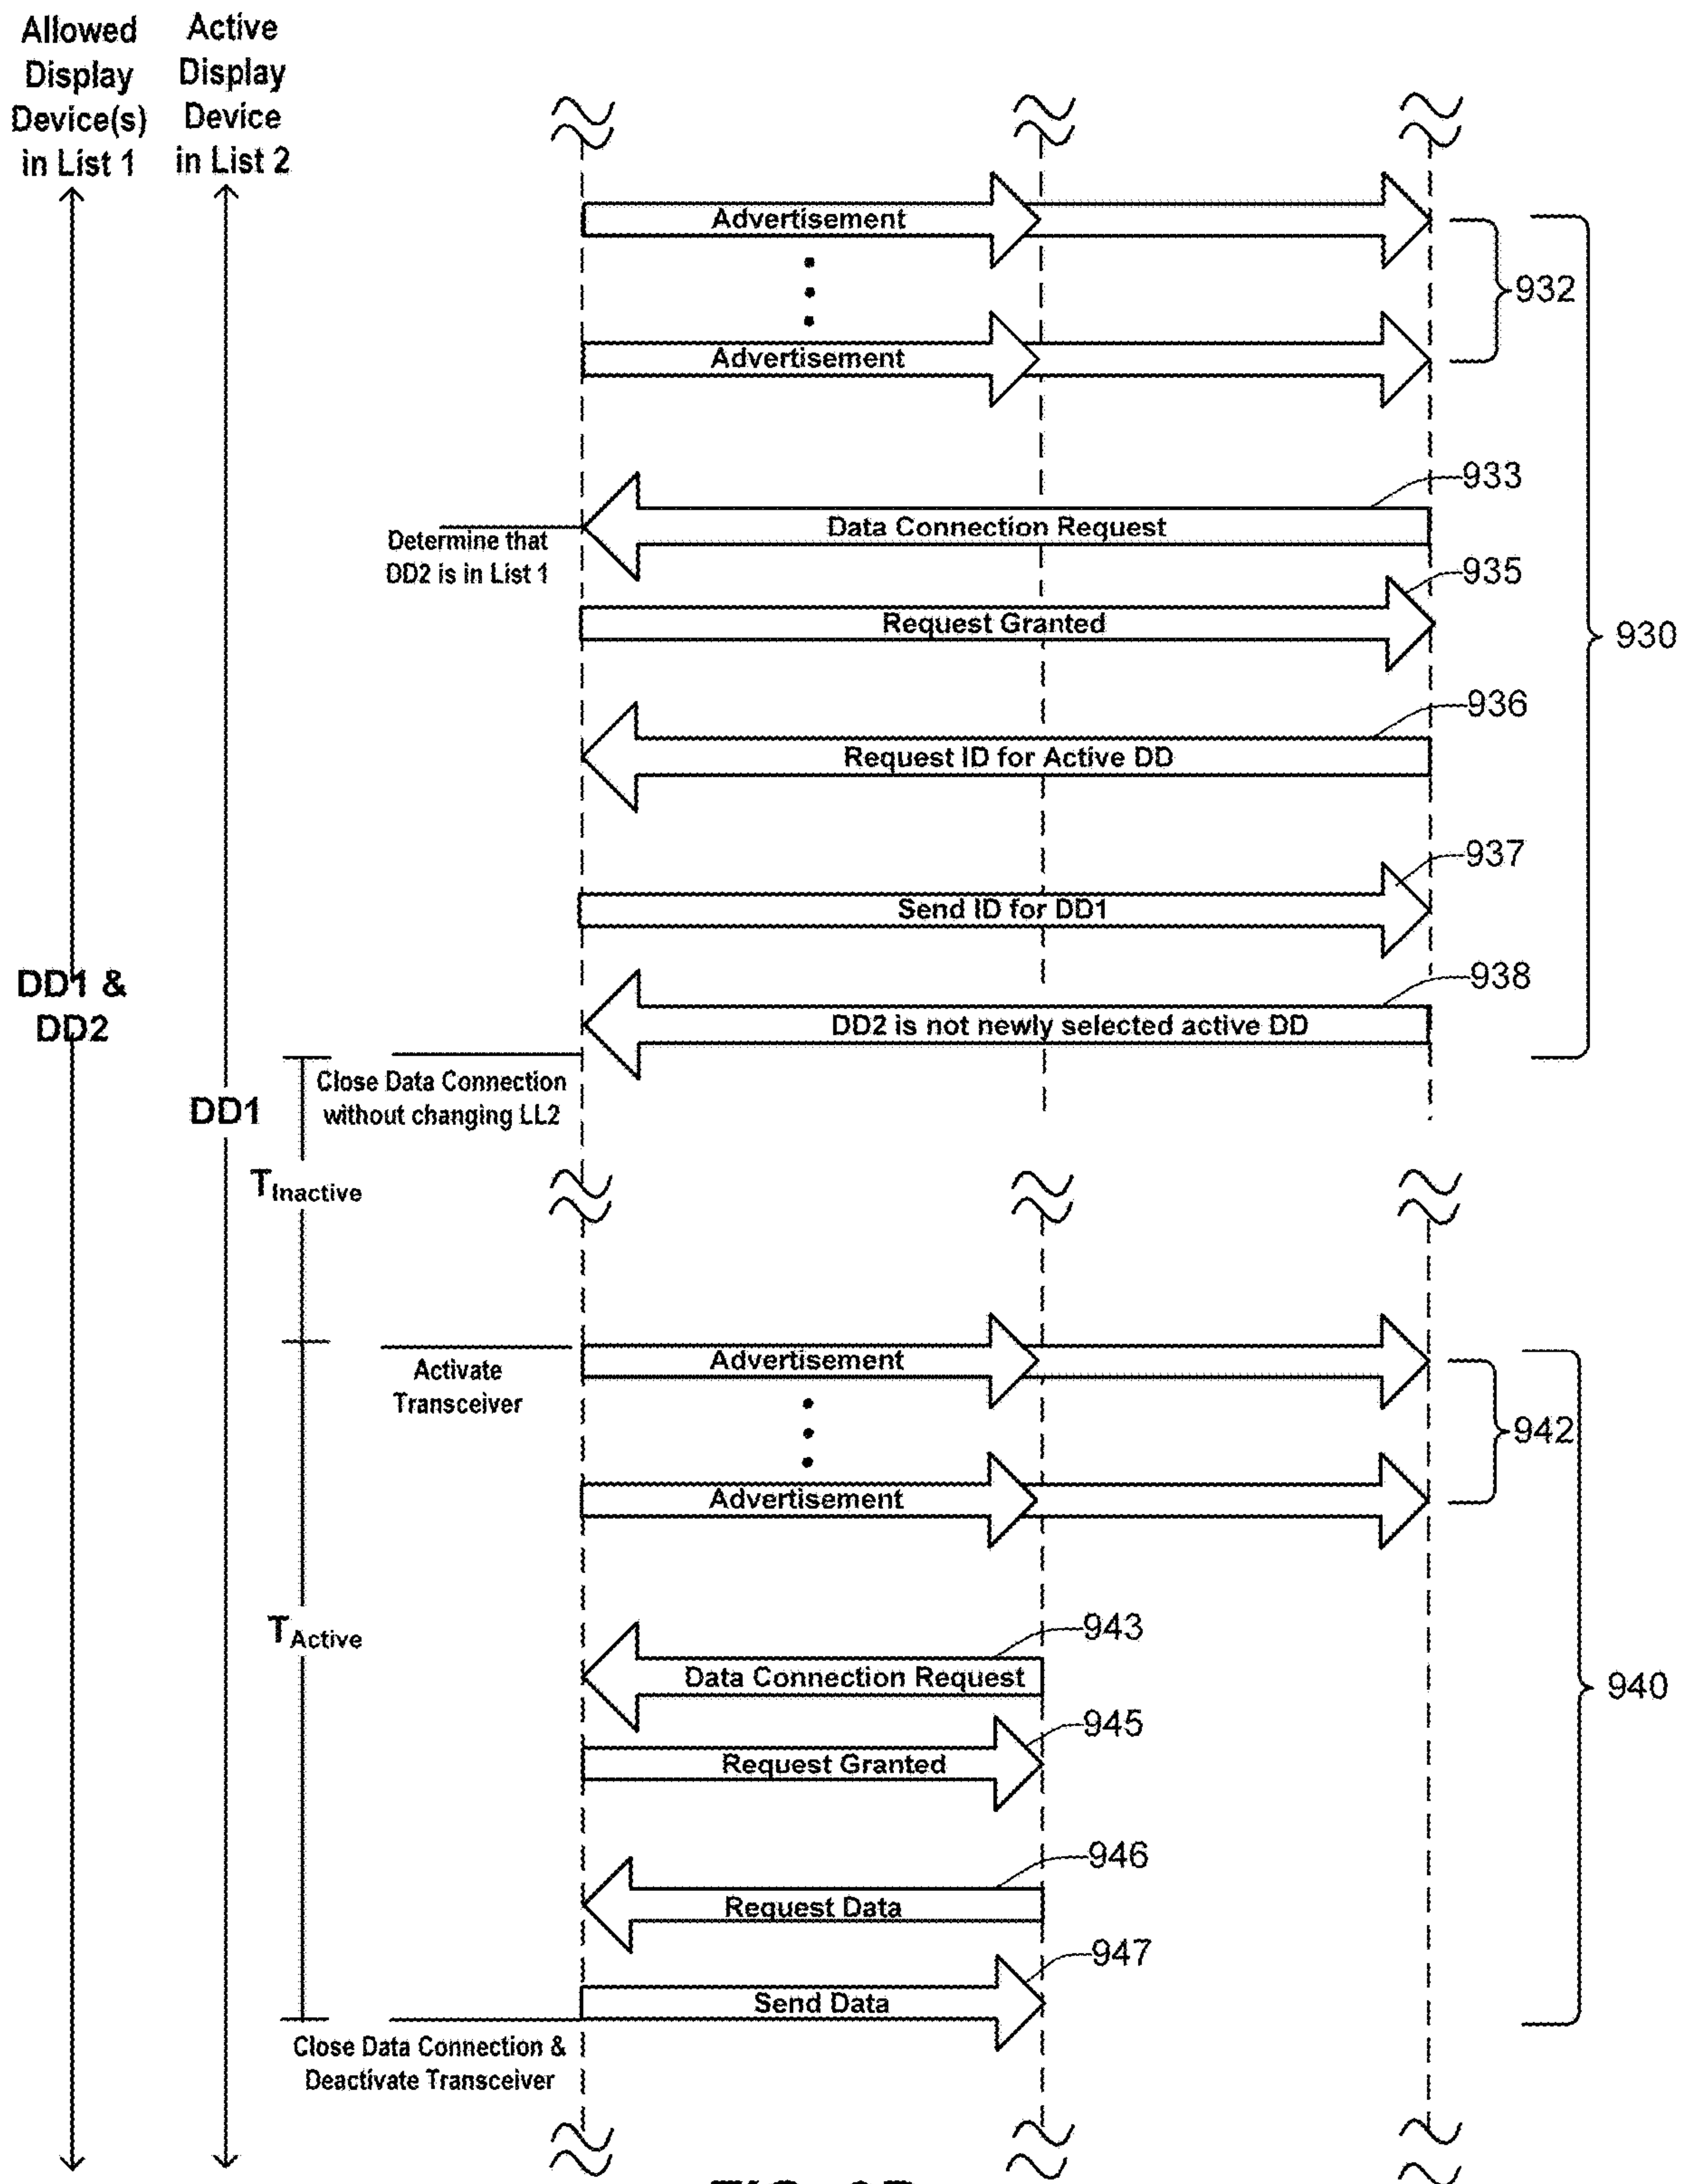 Allowed
Display
Device(s)
in List 1
Active
Display
Device
in List 2
Advertisement
932
Advertisement
933
Data Connection Request
Determine that
DD2 is in List 1
935
Request Granted
930
936
Request ID for Active DD
937
Send ID for DD1
938
DD1 &
DD2
DD2 is not newly selected active DD
Close Data Connection
without changing LL2
DD1
TInactive
Advertisement
Activate
Transceiver
942
Advertisement
TActive
943
Data Connection Request
940
945
Request Granted
946
Request Data
947
Send Data
Close Data Connection &
Deactivate Transceiver